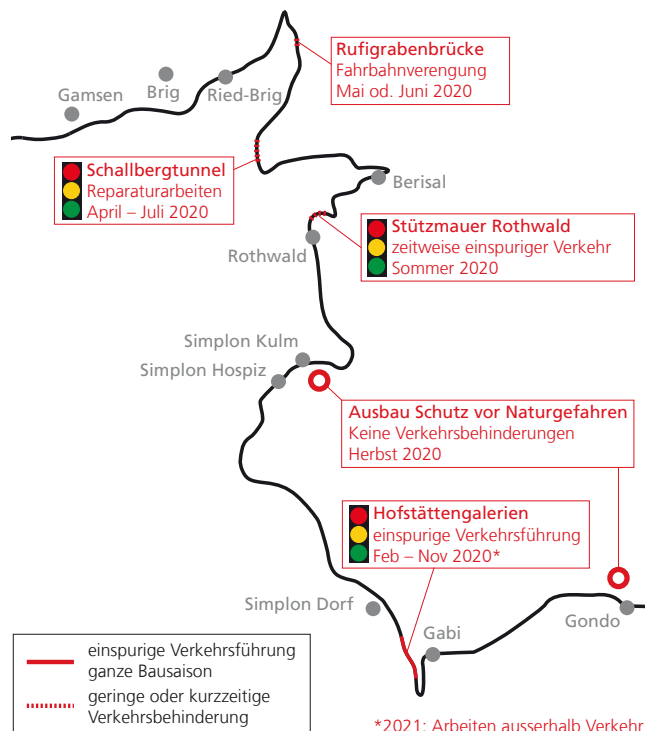 Rufigrabenbrücke
Fahrbahnverengung
Mai od. Juni 2020
Gamsen
Brig
Ried-Brig
Schallbergtunnel
Reparaturarbeiten
April – Juli 2020
Berisal
Stützmauer Rothwald
zeitweise einspuriger Verkehr
Sommer 2020
Rothwald
Simplon Kulm
Simplon Hospiz
Ausbau Schutz vor Naturgefahren
Keine Verkehrsbehinderungen
Herbst 2020
Hofstättengalerien
einspurige Verkehrsführung
Feb – Nov 2020*
Simplon Dorf
Gabi
Gondo
einspurige Verkehrsführung
ganze Bausaison
geringe oder kurzzeitige
Verkehrsbehinderung
*2021: Arbeiten ausserhalb Verkehr